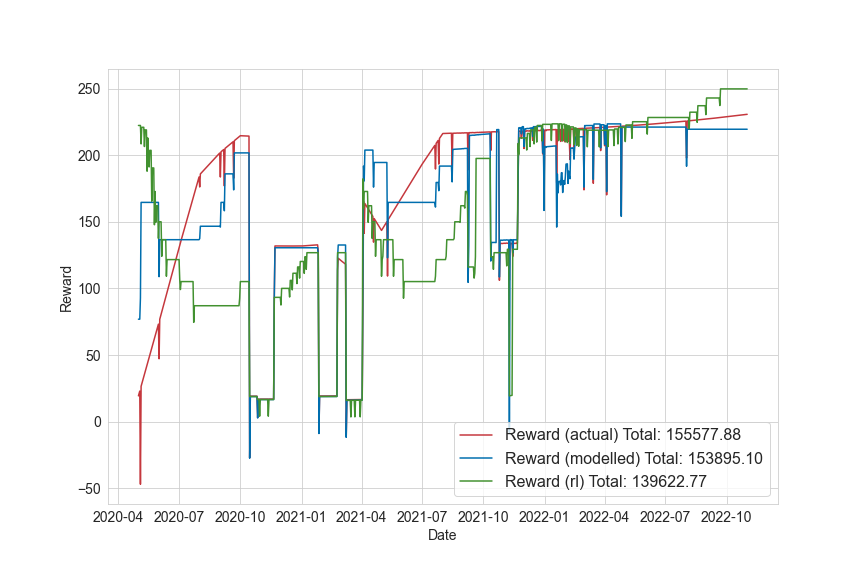 250
200
150
100
50
0
−50
Reward
2020-04 2020-07 2020-10 2021-01 2021-04 2021-07 2021-10 2022-01 2022-04 2022-07 2022-10
Date
Reward (actual) Total: 155577.88
Reward (modelled) Total: 153895.10
Reward (rl) Total: 139622.77